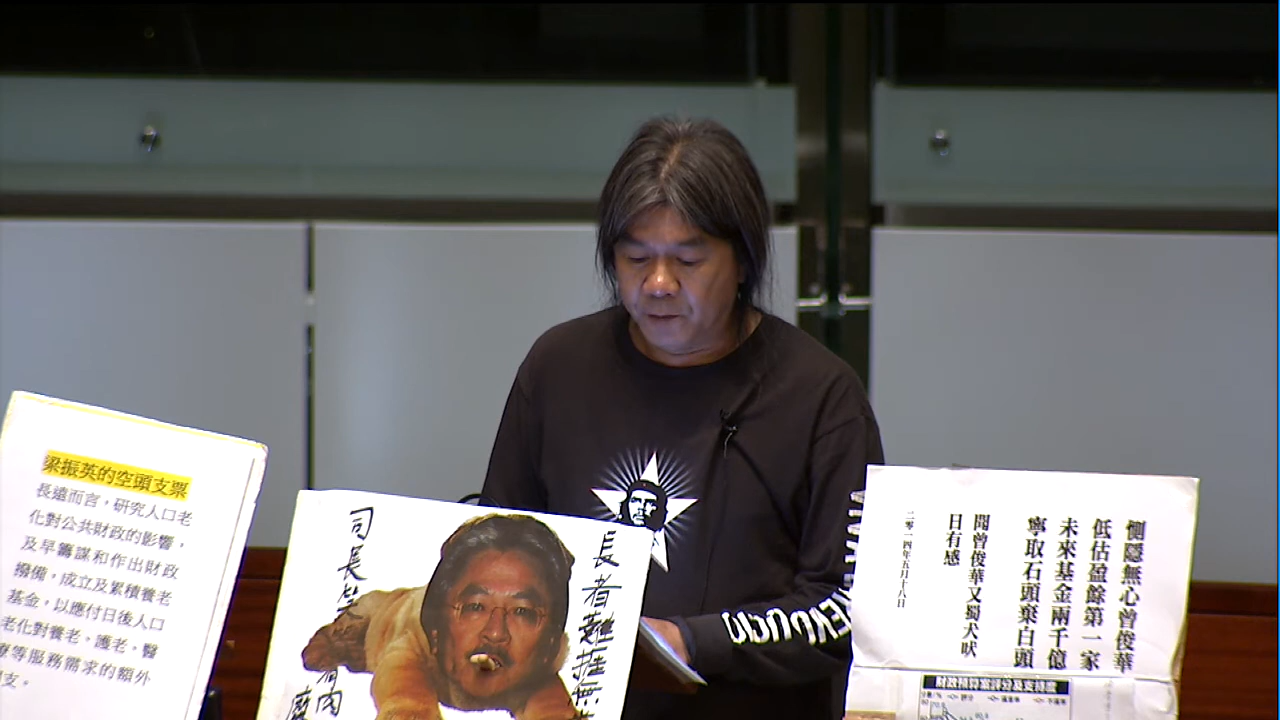 梁振英的空頭支票
長遠而言，研究人口老
化對公共財政的影響，
及早籌謀和作出財政
撥備，成立及累積養老
基金，以應付日後人口
老化對養老，護老，醫
療等服務需求的額外
支。
司長笑
長者難捱無
VIVA
惻隱無心曾俊華
低估盈餘第一家
未來基金兩千億
寧取石頭棄白頭
聞曾俊華又蜀犬吠
日有感
二零一四年五月十八日
財政預算案評分及支持度